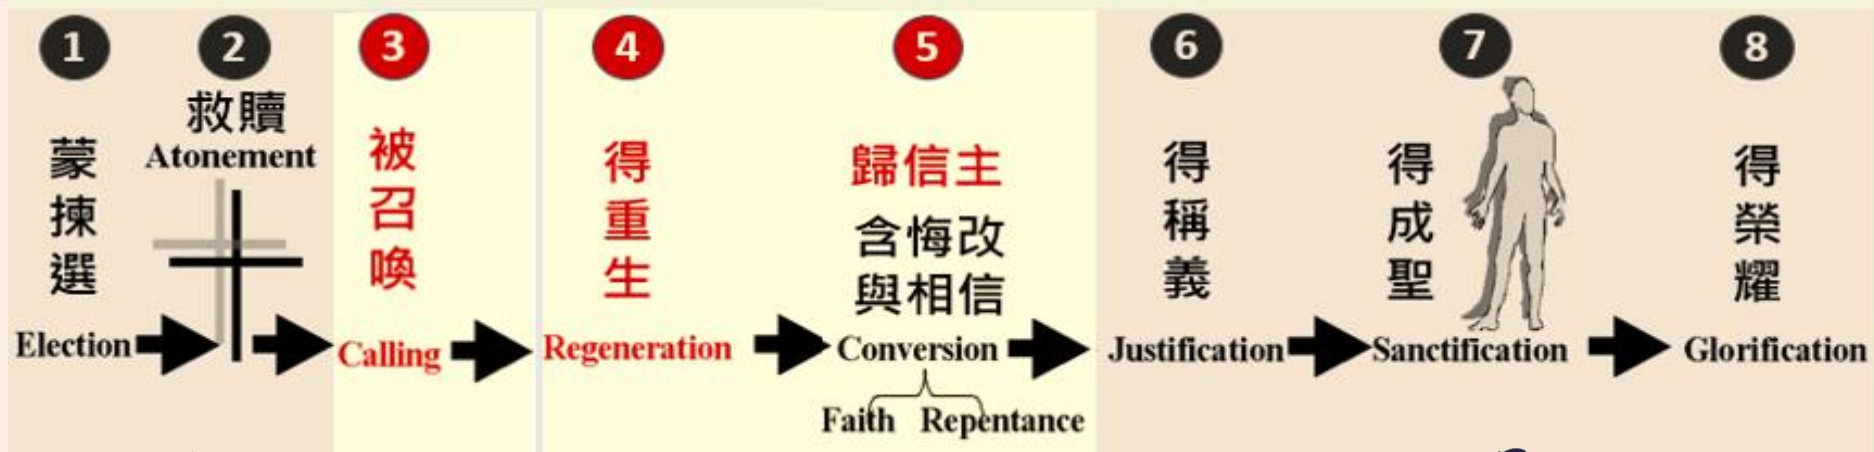 1
蒙揀選
Election
2
救贖
Atonement
3
被召喚
Calling
4
得重生
Regeneration
5
歸信主
含悔改
與相信
Conversion
Faith Repentance
6
得稱義
Justification
7
得成聖
Sanctification
8
得榮耀
Glorification